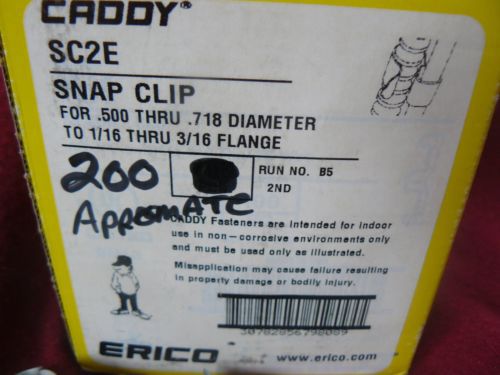 CADDY®
SC2E
SNAP CLIP
FOR .500 THRU .718 DIAMETER
TO 1/16 THRU 3/16 FLANGE
200
RUN NO. B5
2ND
APPROXMATE
CADDY Fasteners are intended for indoor
use in non-corrosive environments only
and must be used only as illustrated.
Misapplication may cause failure resulting
in property damage or bodily injury.
30782856798089
ERICO
www.erico.com